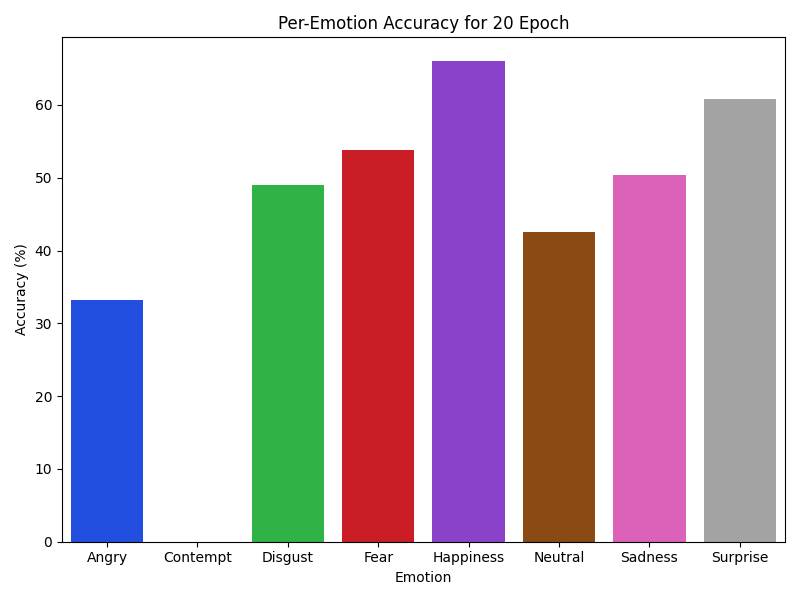 Per-Emotion Accuracy for 20 Epoch
Accuracy (%)
60
50
40
30
20
10
0
Angry Contempt Disgust Fear Happiness Neutral Sadness Surprise
Emotion